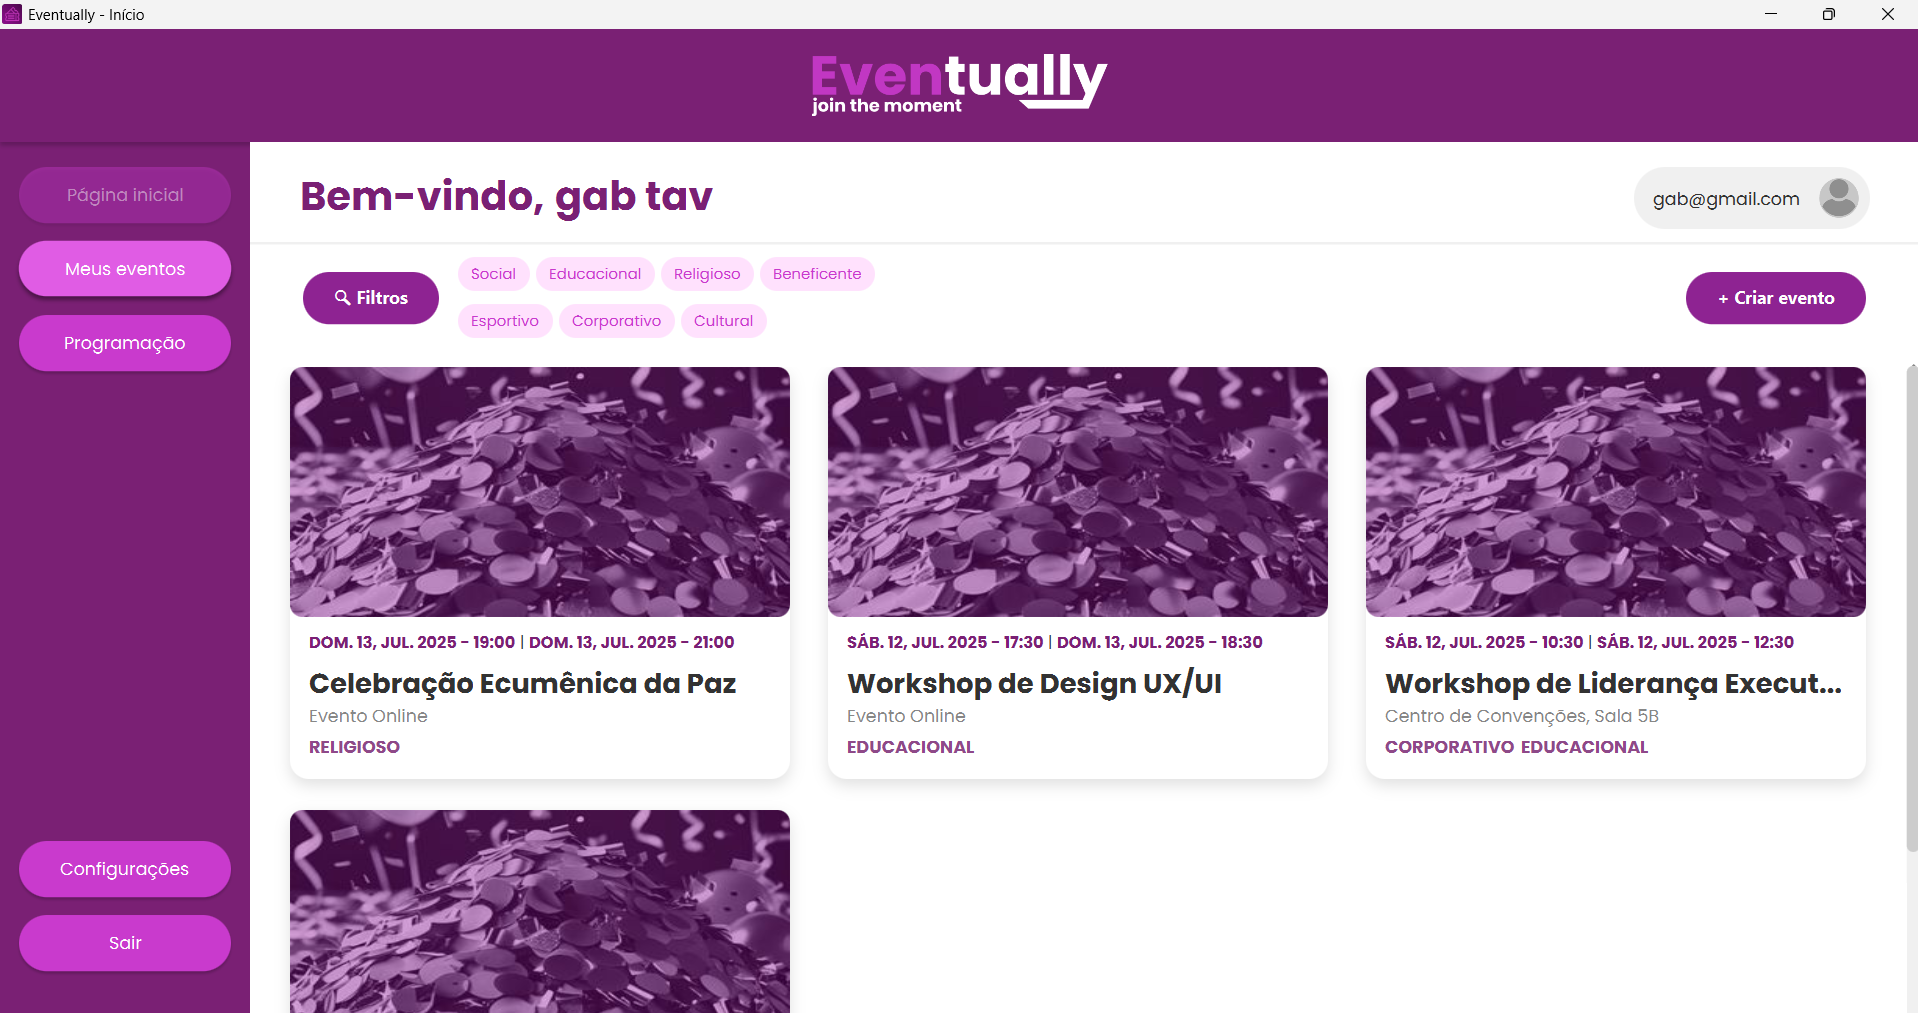 Eventually - Início
Eventually
join the moment
Página inicial
Meus eventos
Programação
Configurações
Sair
Bem-vindo, gab tav
gab@gmail.com
Filtros
Social Educacional Religioso Beneficente
Esportivo Corporativo Cultural
+ Criar evento
DOM. 13, JUL. 2025 - 19:00 | DOM. 13, JUL. 2025 - 21:00
Celebração Ecumênica da Paz
Evento Online
RELIGIOSO
SÁB. 12, JUL. 2025 - 17:30 | DOM. 13, JUL. 2025 - 18:30
Workshop de Design UX/UI
Evento Online
EDUCACIONAL
SÁB. 12, JUL. 2025 - 10:30 | SÁB. 12, JUL. 2025 - 12:30
Workshop de Liderança Execut...
Centro de Convenções, Sala 5B
CORPORATIVO EDUCACIONAL